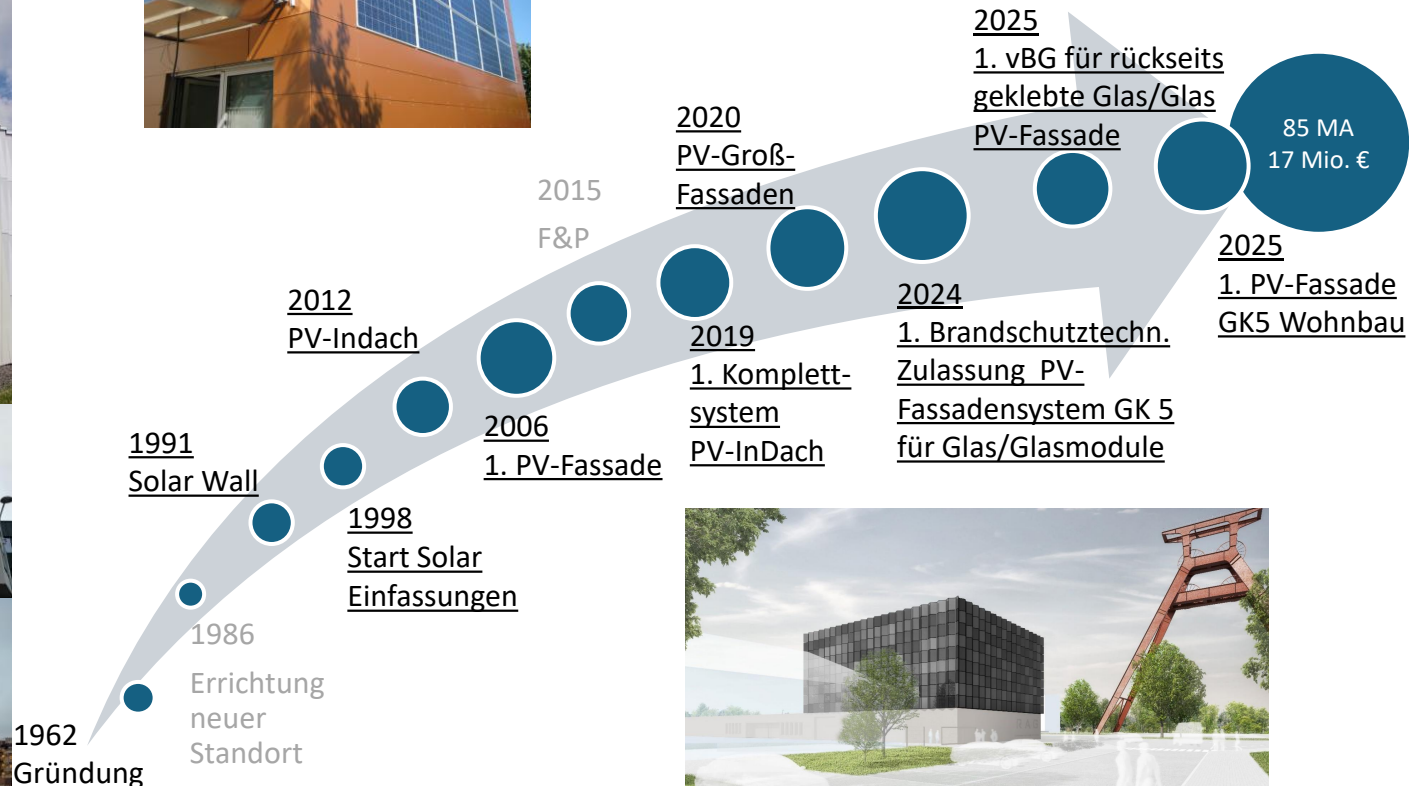 1962
Gründung
1986
Errichtung
neuer
Standort
1991
Solar Wall
1998
Start Solar
Einfassungen
2012
PV-Indach
2006
1. PV-Fassade
2015
F&P
2019
1. Komplett-
system
PV-InDach
2020
PV-Groß-
Fassaden
2024
1. Brandschutztechn.
Zulassung PV-
Fassadensystem GK 5
für Glas/Glasmodule
2025
1. vBG für rückseits
geklebte Glas/Glas
PV-Fassade
2025
1. PV-Fassade
GK5 Wohnbau
85 MA
17 Mio. €